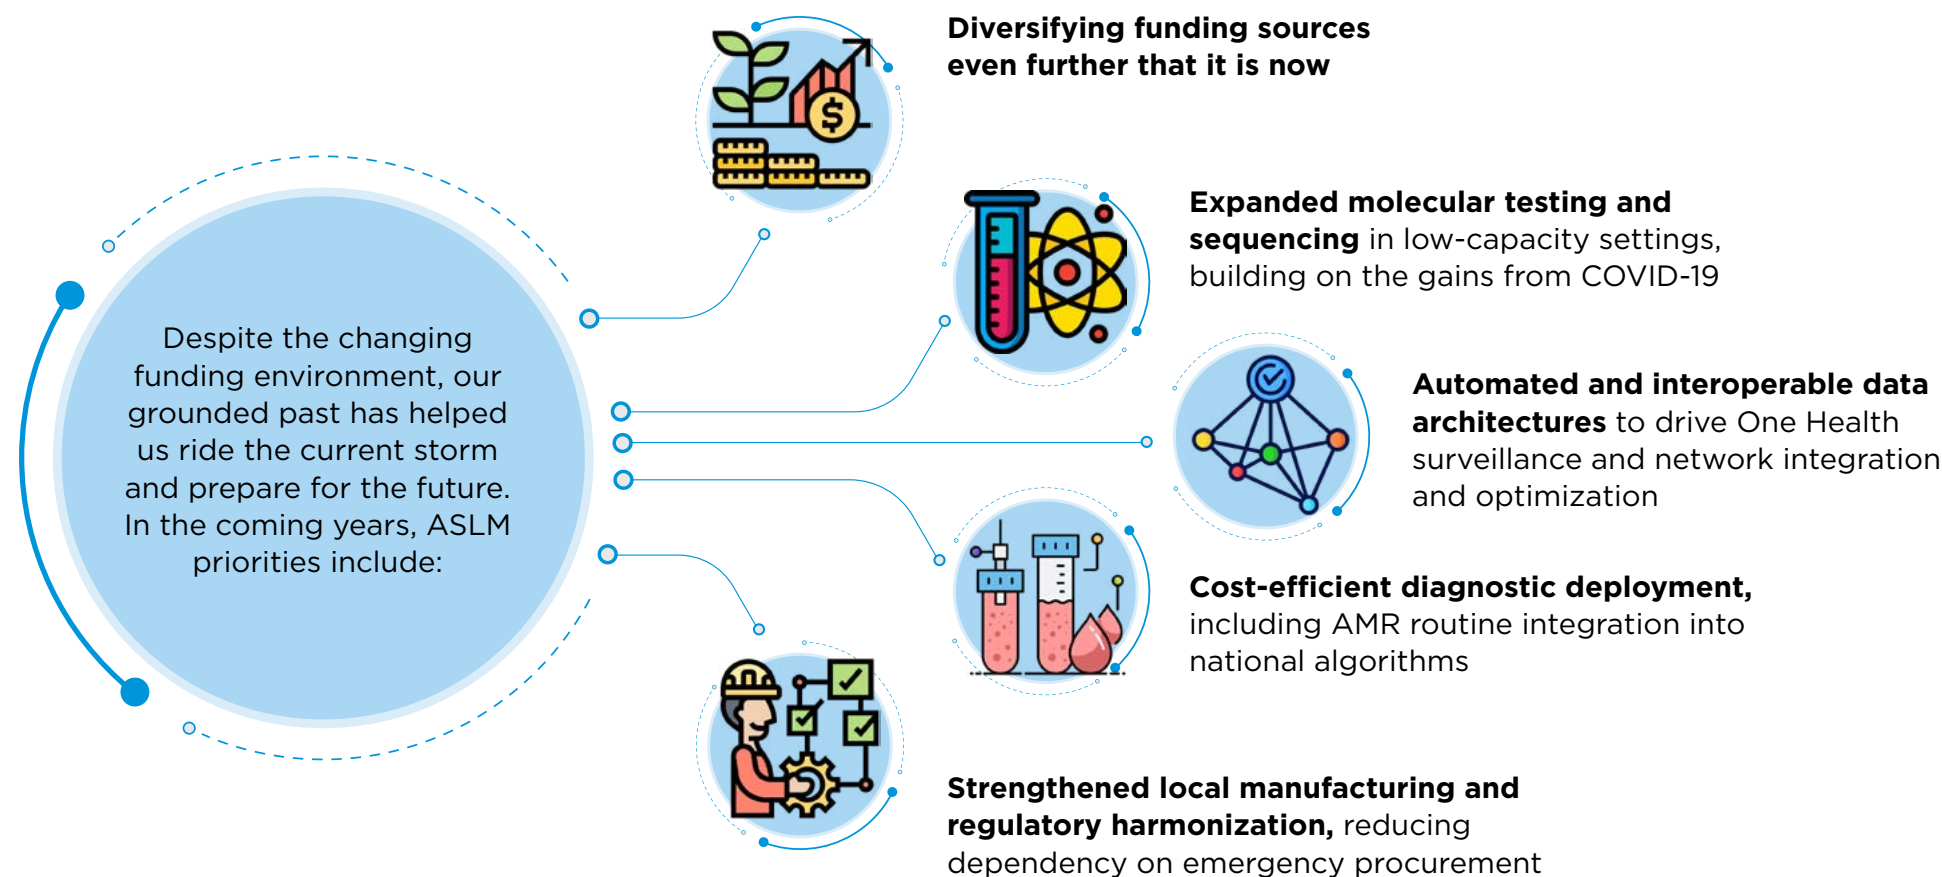 Despite the changing
funding environment, our
grounded past has helped
us ride the current storm
and prepare for the future.
In the coming years, ASLM
priorities include:
Diversifying funding sources
even further that it is now
Expanded molecular testing and
sequencing in low-capacity settings,
building on the gains from COVID-19
Automated and interoperable data
architectures to drive One Health
surveillance and network integration
and optimization
Cost-efficient diagnostic deployment,
including AMR routine integration into
national algorithms
Strengthened local manufacturing and
regulatory harmonization, reducing
dependency on emergency procurement